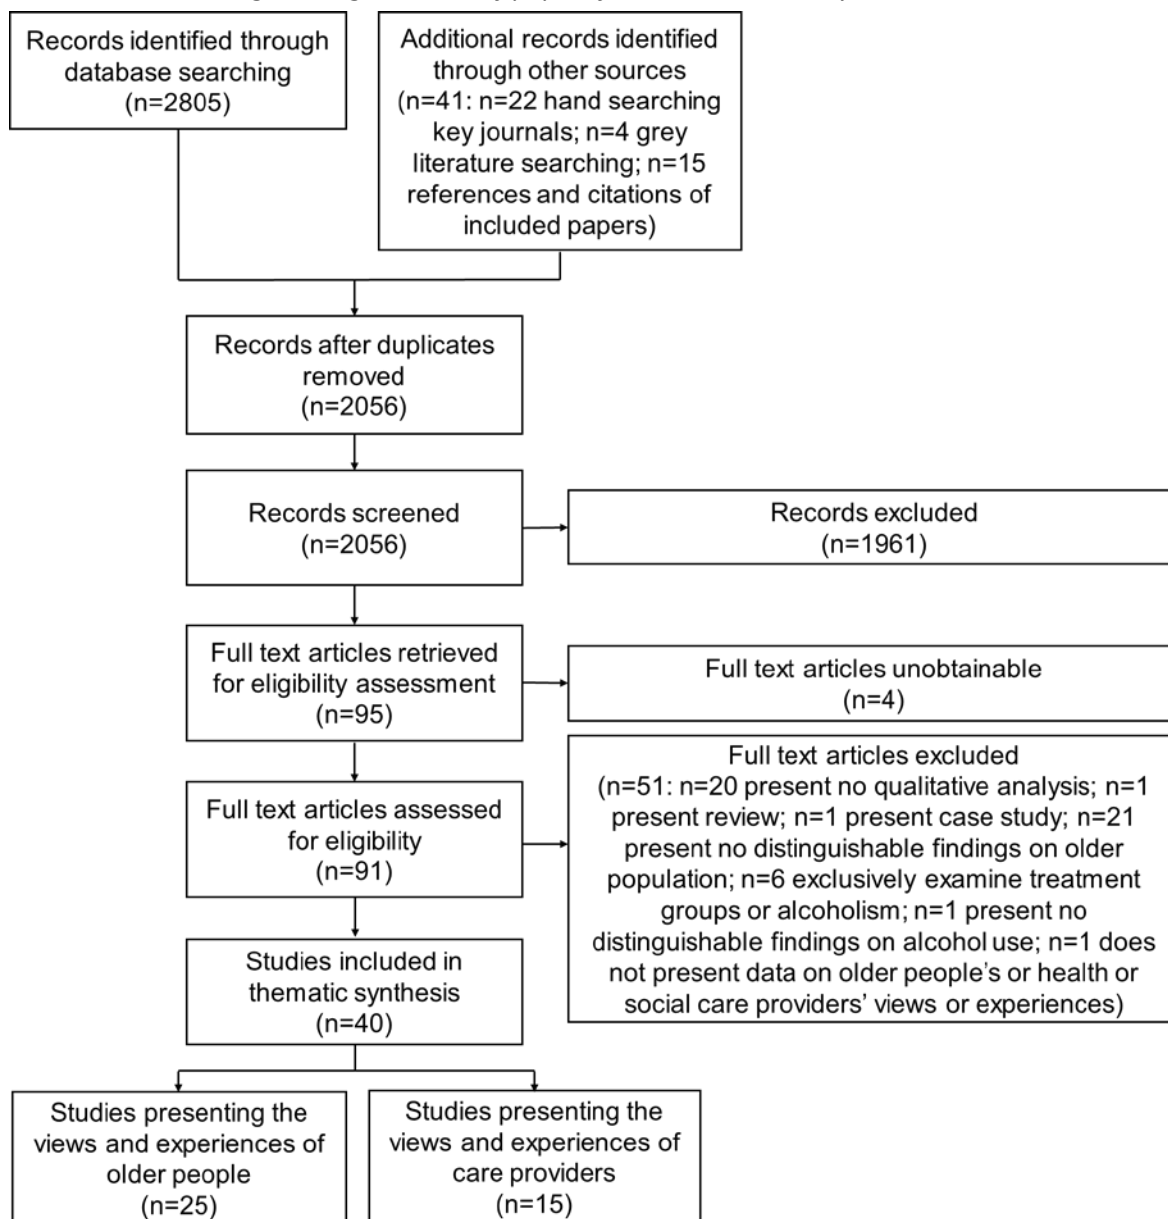 Records identified through
database searching
(n=2805)
Additional records identified
through other sources
(n=41: n=22 hand searching
key journals; n=4 grey
literature searching; n=15
references and citations of
included papers)
Records after duplicates
removed
(n=2056)
Records screened
(n=2056)
Records excluded
(n=1961)
Full text articles retrieved
for eligibility assessment
(n=95)
Full text articles unobtainable
(n=4)
Full text articles assessed
for eligibility
(n=91)
Full text articles excluded
(n=51: n=20 present no qualitative analysis; n=1
present review; n=1 present case study; n=21
present no distinguishable findings on older
population; n=6 exclusively examine treatment
groups or alcoholism; n=1 present no
distinguishable findings on alcohol use; n=1 does
not present data on older people’s or health or
social care providers’ views or experiences)
Studies included in
thematic synthesis
(n=40)
Studies presenting the
views and experiences of
older people
(n=25)
Studies presenting the
views and experiences of
care providers
(n=15)